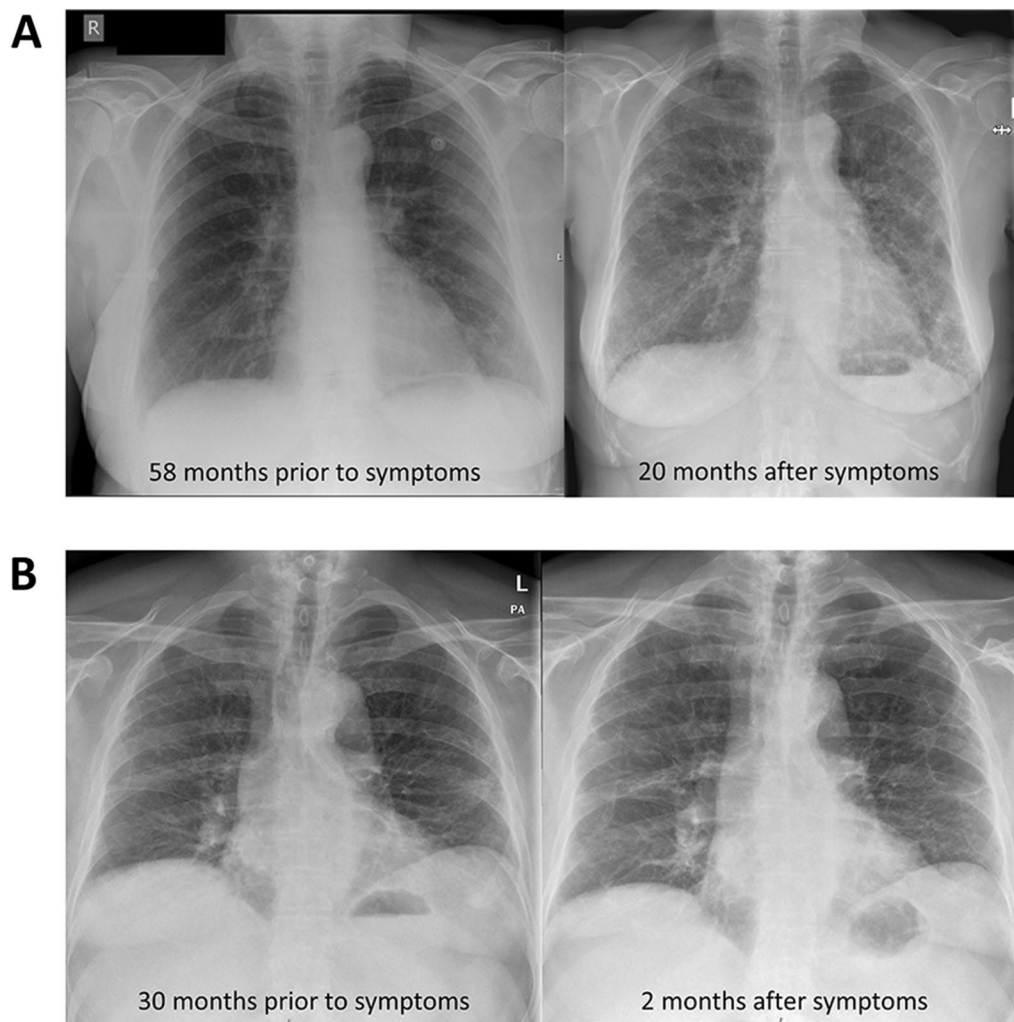 A
R
L
58 months prior to symptoms
20 months after symptoms
B
L
PA
30 months prior to symptoms
2 months after symptoms